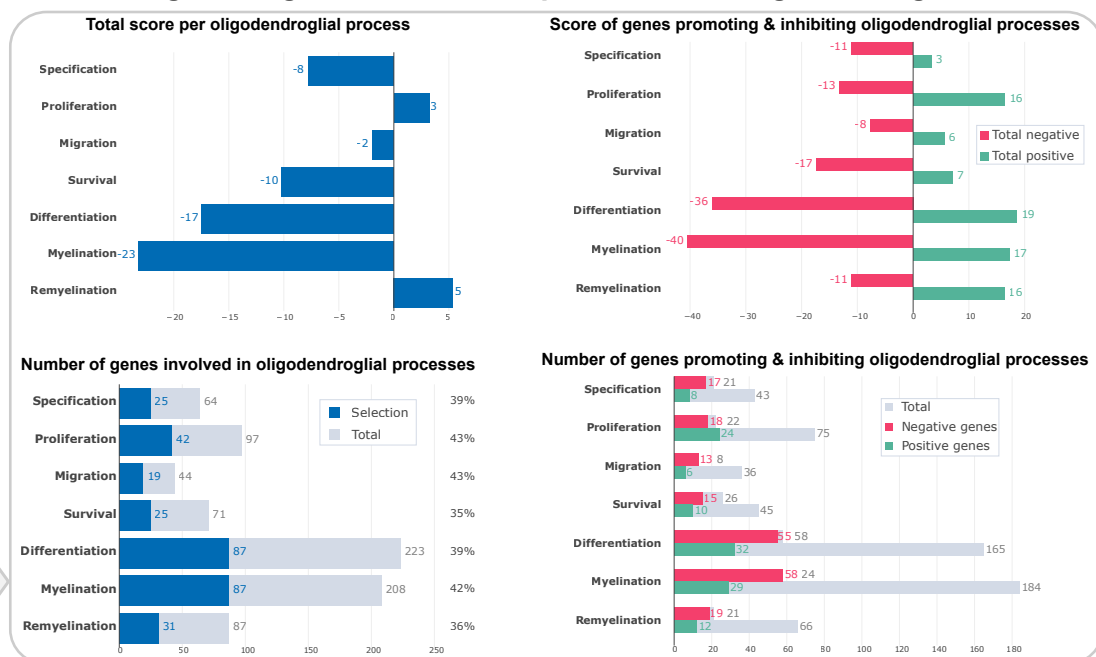 Total score per oligodendroglial process
Specification
-8
Proliferation
3
Migration
-2
Survival
-10
Differentiation
-17
Myelination
-23
Remyelination
5
−20 −15 −10 −5 0 5
Score of genes promoting & inhibiting oligodendroglial processes
Specification
-11
3
Proliferation
-13
16
Migration
-8
6
Survival
-17
7
Differentiation
-36
19
Myelination
-40
17
Remyelination
-11
16
Total negative
Total positive
−40 −30 −20 −10 0 10 20
Number of genes involved in oligodendroglial processes
Specification 25 64 39%
Proliferation 42 97 43%
Migration 19 44 43%
Survival 25 71 35%
Differentiation 87 223 39%
Myelination 87 208 42%
Remyelination 31 87 36%
Selection
Total
0 50 100 150 200 250
Number of genes promoting & inhibiting oligodendroglial processes
Specification
17 21
8 43
Proliferation
18 22
24 75
Migration
13 8
6 36
Survival
15 26
10 45
Differentiation
55 58
32 165
Myelination
58 24
29 184
Remyelination
19 21
12 66
Total
Negative genes
Positive genes
0 20 40 60 80 100 120 140 160 180